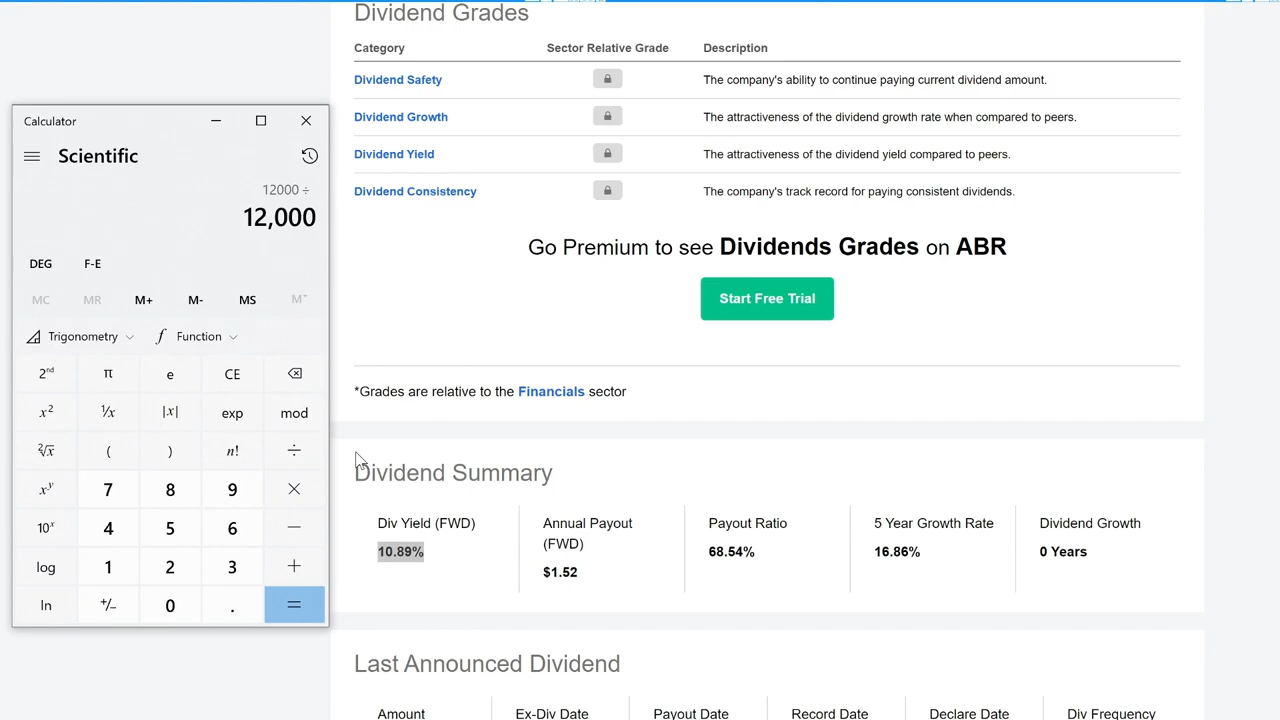 Dividend Grades
Category Sector Relative Grade Description
Dividend Safety The company's ability to continue paying current dividend amount.
Dividend Growth The attractiveness of the dividend growth rate when compared to peers.
Dividend Yield The attractiveness of the dividend yield compared to peers.
Dividend Consistency The company's track record for paying consistent dividends.
Go Premium to see Dividends Grades on ABR
Start Free Trial
*Grades are relative to the Financials sector
Dividend Summary
Div Yield (FWD)
10.89%
Annual Payout
(FWD)
$1.52
Payout Ratio
68.54%
5 Year Growth Rate
16.86%
Dividend Growth
0 Years
Last Announced Dividend
Amount Ex-Div Date Payout Date Record Date Declare Date Div Frequency
Calculator
Scientific
12000 ÷
12,000
DEG F-E
MC MR M+ M- MS M˅
Trigonometry f Function
2ⁿᵈ π e CE
x² ¹/x |x| exp mod
²√x ( ) n! ÷
xʸ 7 8 9 ×
10ˣ 4 5 6 −
log 1 2 3 +
ln +/− 0 . =